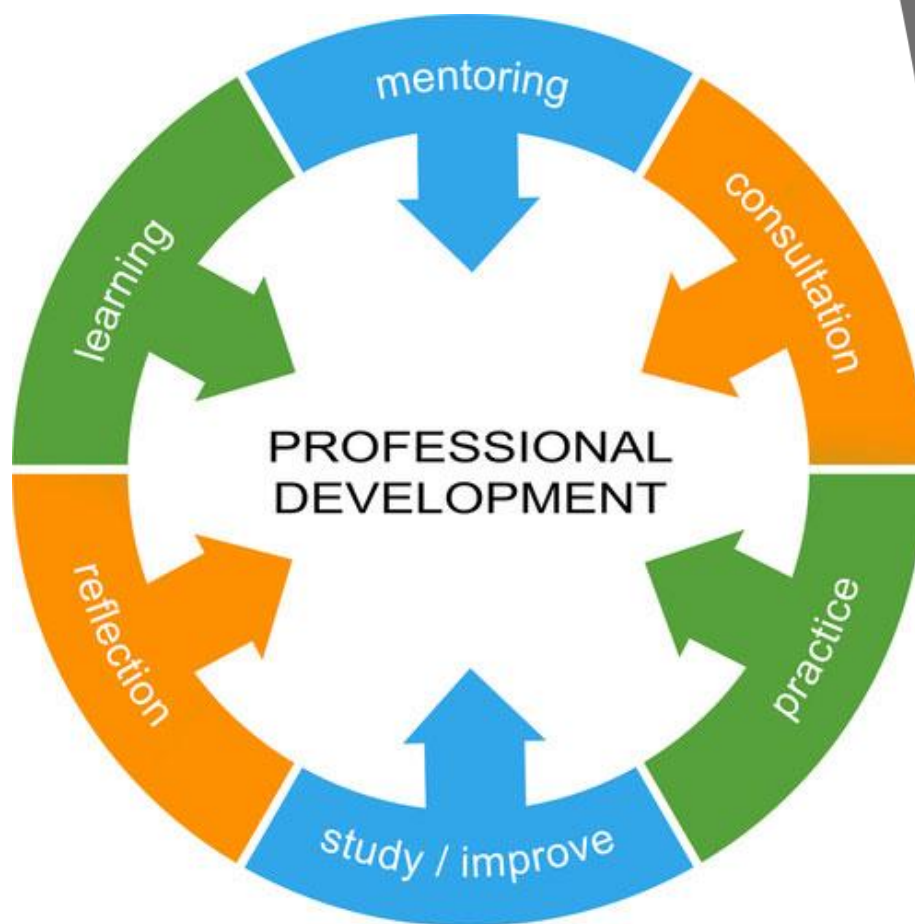 mentoring
consultation
practice
study / improve
reflection
learning
PROFESSIONAL
DEVELOPMENT